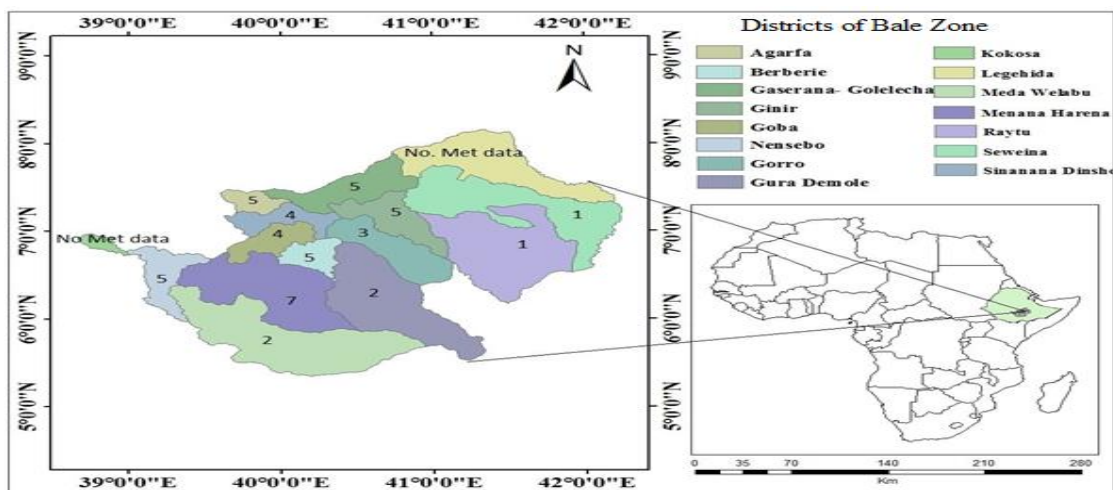 39°0'0"E 40°0'0"E 41°0'0"E 42°0'0"E
9°0'0"N
8°0'0"N
7°0'0"N
6°0'0"N
5°0'0"N
N
No. Met data
5
5
5
4
1
4
3
1
No Met data
5
5
7
2
2
39°0'0"E 40°0'0"E 41°0'0"E 42°0'0"E
Districts of Bale Zone
Agarfa
Berberie
Gaserana- Golelecha
Ginir
Goba
Nensebo
Gorro
Gura Demole
Kokosa
Legehida
Meda Welabu
Menana Harena
Raytu
Seweina
Sinanana Dinsho
9°0'0"N
8°0'0"N
7°0'0"N
6°0'0"N
5°0'0"N
0 35 70 140 210 280
Km